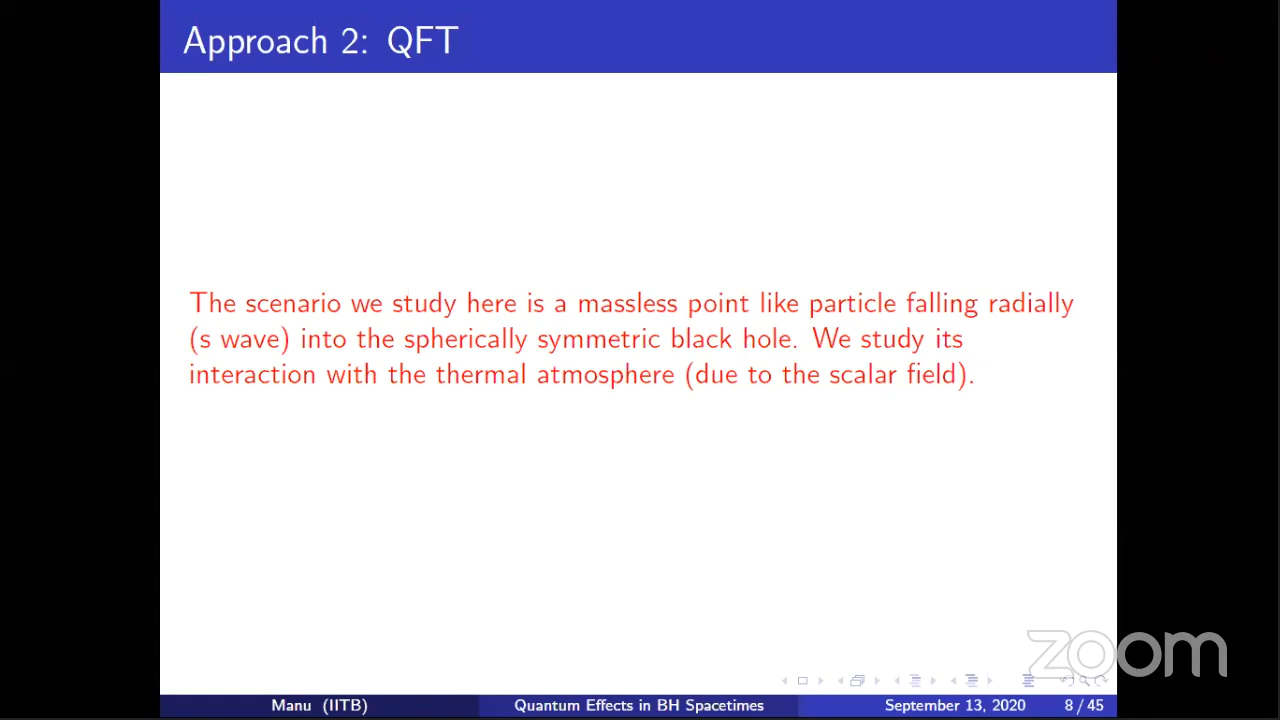 Approach 2: QFT
The scenario we study here is a massless point like particle falling radially
(s wave) into the spherically symmetric black hole. We study its
interaction with the thermal atmosphere (due to the scalar field).
zoom
Manu (IITB) Quantum Effects in BH Spacetimes September 13, 2020 8 / 45